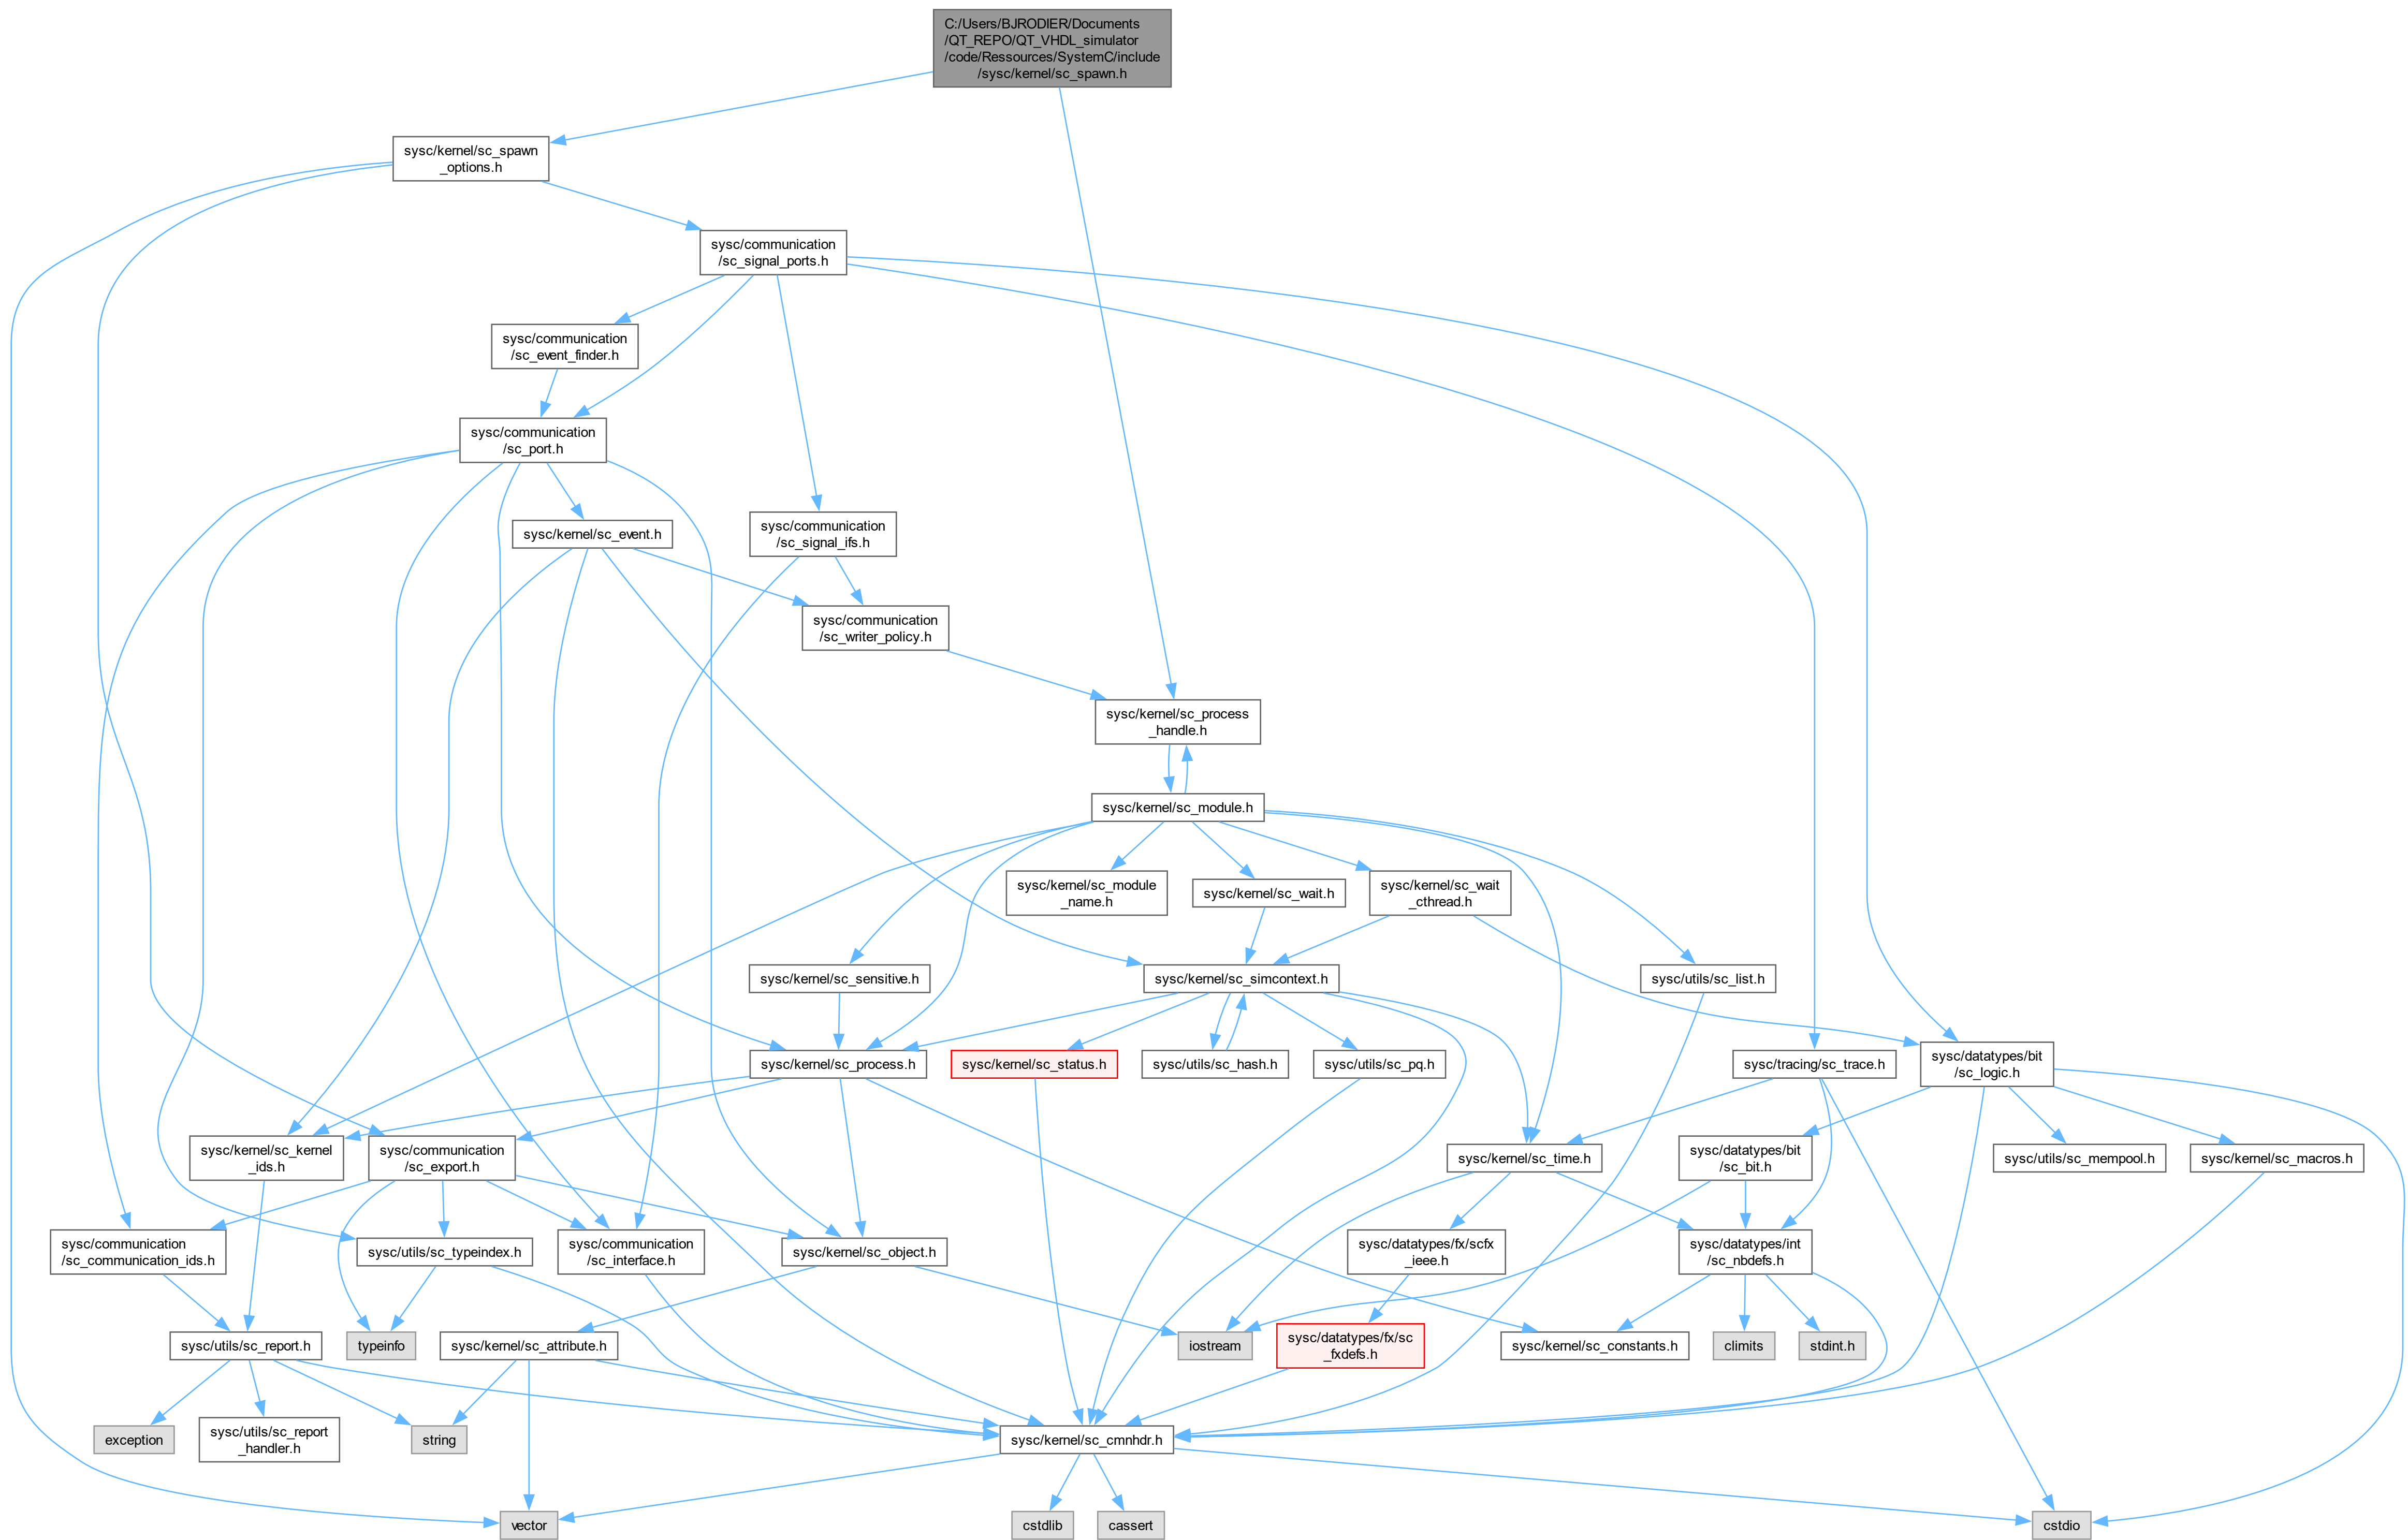 C:/Users/BJRODIER/Documents
/QT_REPO/QT_VHDL_simulator
/code/Ressources/SystemC/include
/sysc/kernel/sc_spawn.h
sysc/kernel/sc_spawn
_options.h
sysc/communication
/sc_signal_ports.h
sysc/communication
/sc_event_finder.h
sysc/communication
/sc_port.h
sysc/kernel/sc_event.h
sysc/communication
/sc_signal_ifs.h
sysc/communication
/sc_writer_policy.h
sysc/kernel/sc_process
_handle.h
sysc/kernel/sc_module.h
sysc/kernel/sc_module
_name.h
sysc/kernel/sc_wait.h
sysc/kernel/sc_wait
_cthread.h
sysc/kernel/sc_sensitive.h
sysc/kernel/sc_simcontext.h
sysc/utils/sc_list.h
sysc/kernel/sc_process.h
sysc/kernel/sc_status.h
sysc/utils/sc_hash.h
sysc/utils/sc_pq.h
sysc/tracing/sc_trace.h
sysc/datatypes/bit
/sc_logic.h
sysc/kernel/sc_kernel
_ids.h
sysc/communication
/sc_export.h
sysc/kernel/sc_time.h
sysc/datatypes/bit
/sc_bit.h
sysc/utils/sc_mempool.h
sysc/kernel/sc_macros.h
sysc/communication
/sc_communication_ids.h
sysc/utils/sc_typeindex.h
sysc/communication
/sc_interface.h
sysc/kernel/sc_object.h
sysc/datatypes/fx/scfx
_ieee.h
sysc/datatypes/int
/sc_nbdefs.h
sysc/utils/sc_report.h
typeinfo
sysc/kernel/sc_attribute.h
iostream
sysc/datatypes/fx/sc
_fxdefs.h
sysc/kernel/sc_constants.h
climits
stdint.h
exception
sysc/utils/sc_report
_handler.h
string
sysc/kernel/sc_cmnhdr.h
vector
cstdlib
cassert
cstdio